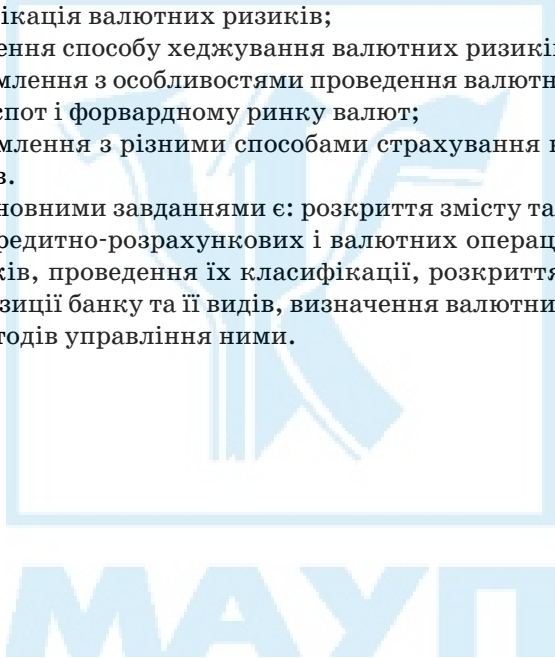 ікація валютних ризиків;
ення способу хеджування валютних ризиків
млення з особливостями проведення валютн
спот і форвардному ринку валют;
млення з різними способами страхування в
в.
новними завданнями є: розкриття змісту та
редитно-розрахункових і валютних операц
ків, проведення їх класифікації, розкриття
зиції банку та її видів, визначення валютни
тодів управління ними.
МАУП